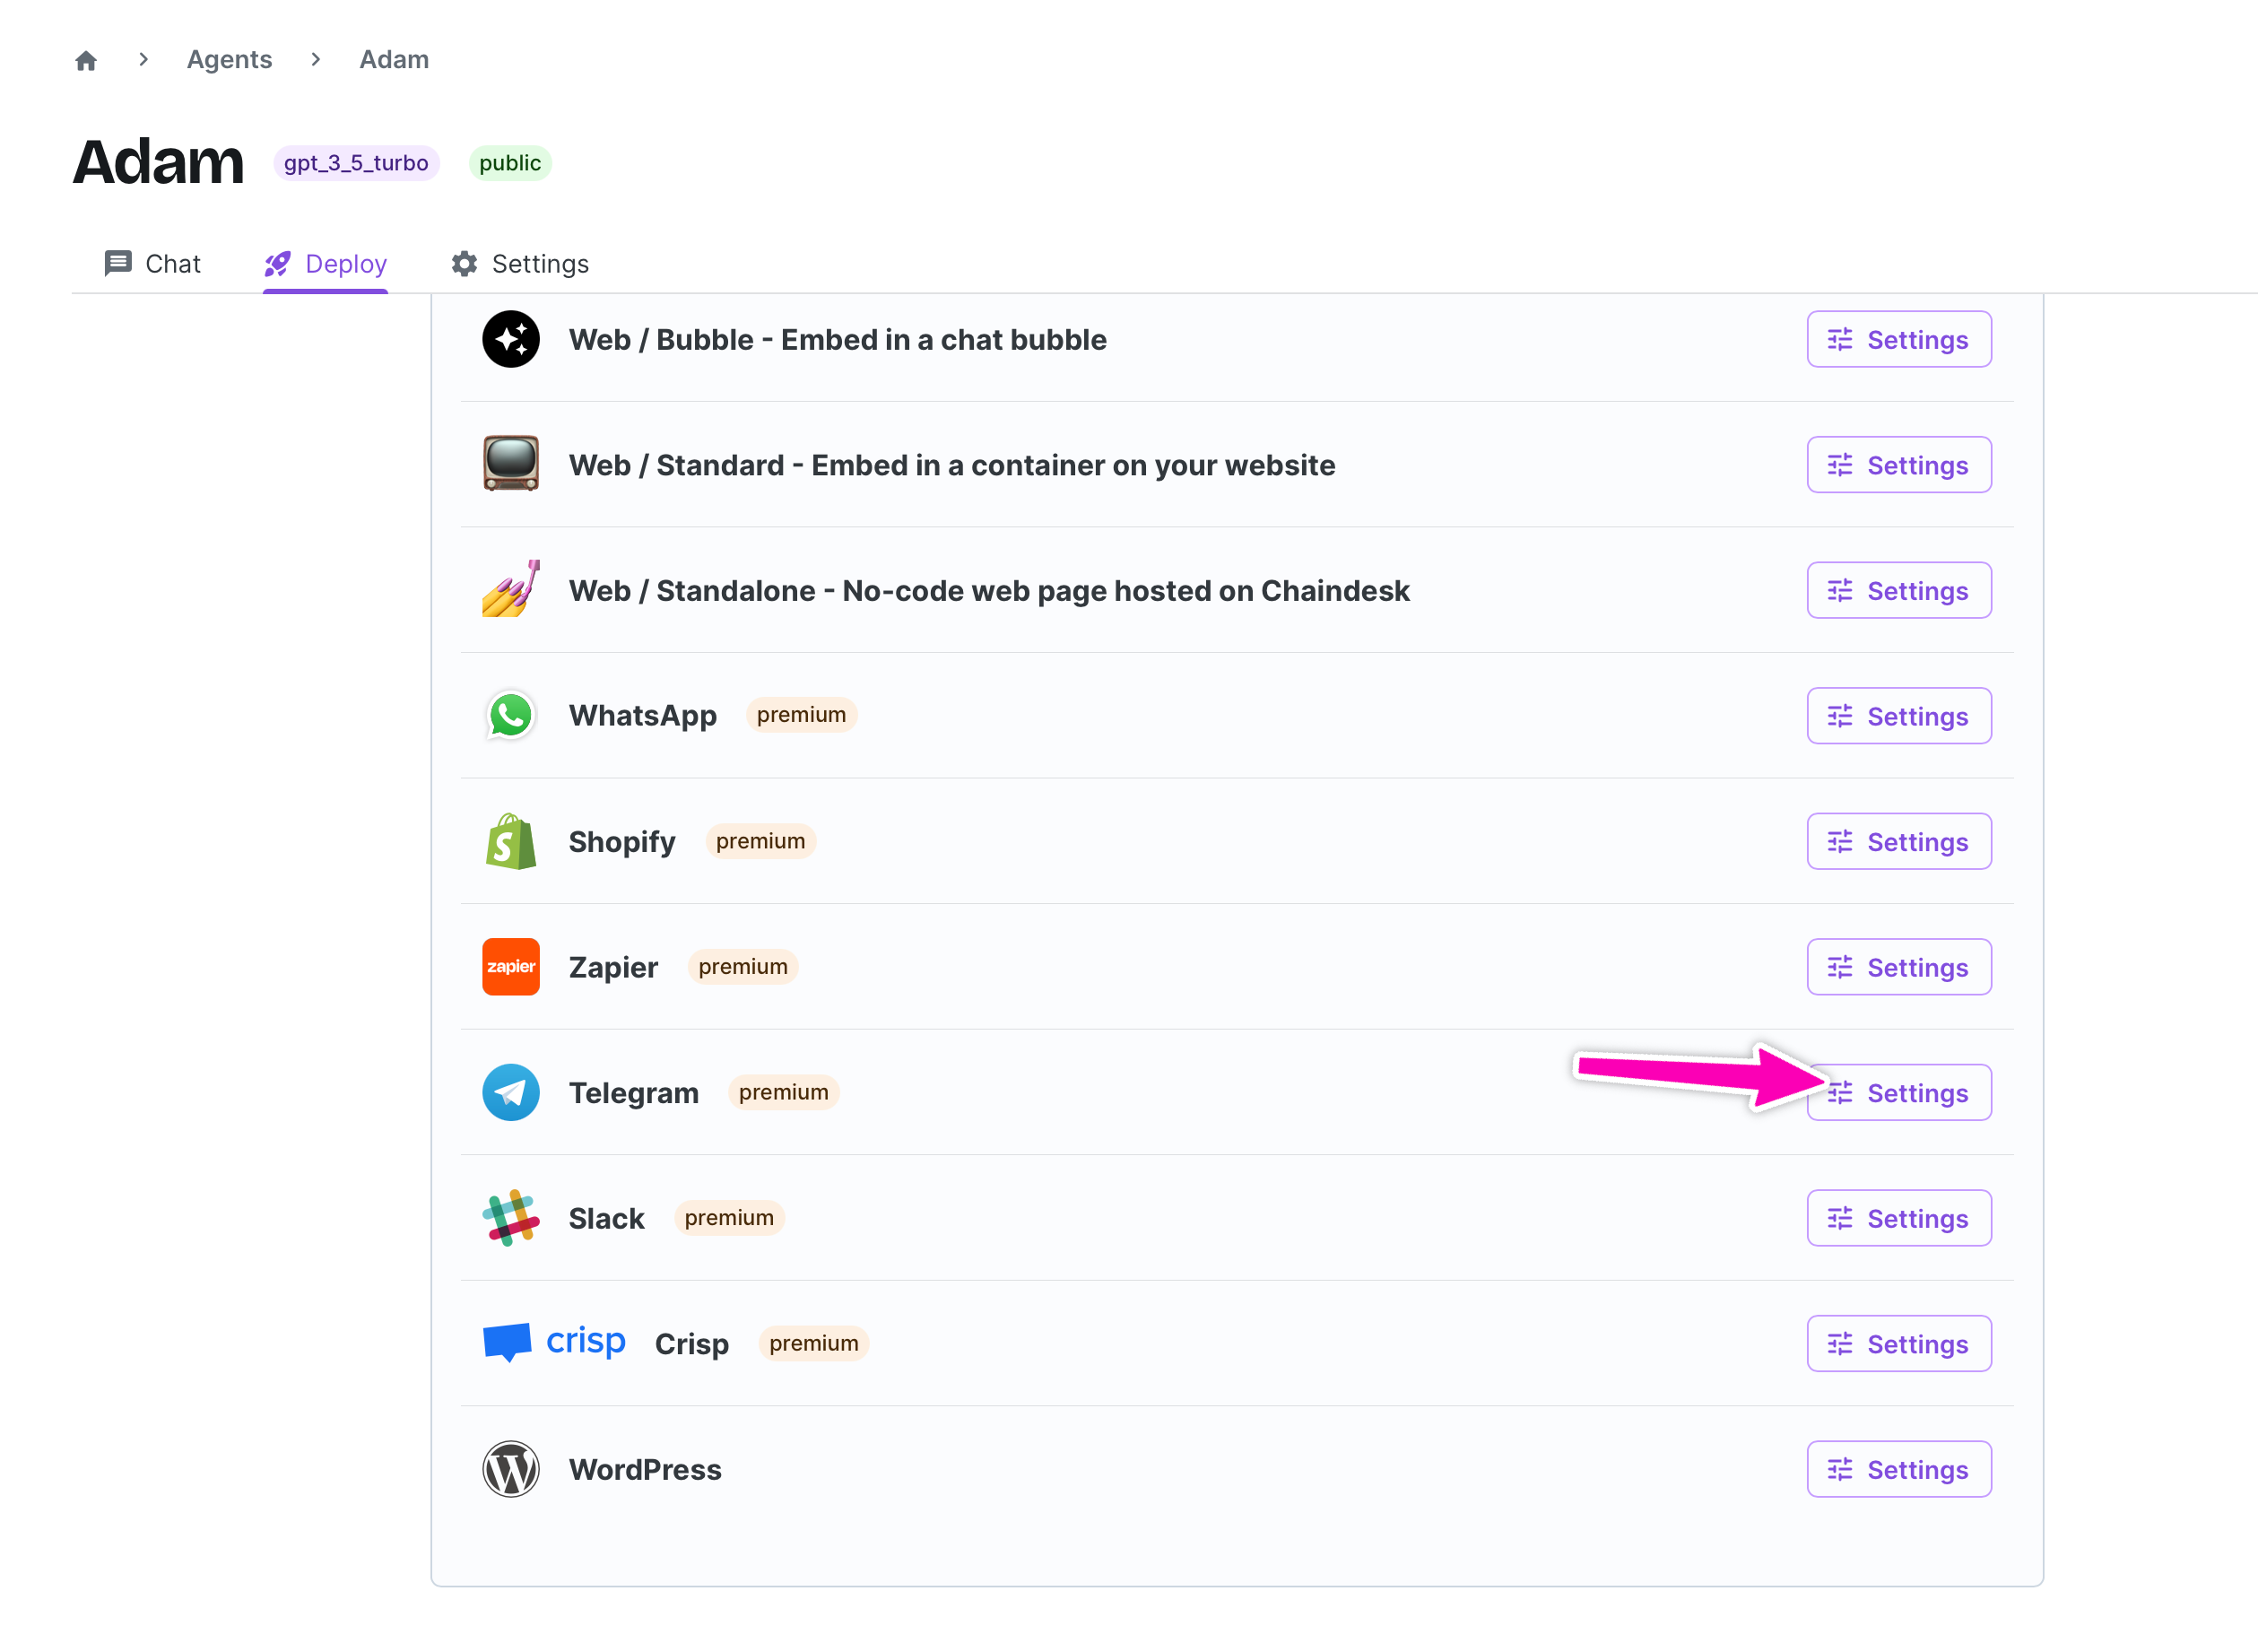 Agents > Adam
Adam gpt_3_5_turbo public
Chat Deploy Settings
Web / Bubble - Embed in a chat bubble Settings
Web / Standard - Embed in a container on your website Settings
Web / Standalone - No-code web page hosted on Chaindesk Settings
WhatsApp premium Settings
Shopify premium Settings
zapier Zapier premium Settings
Telegram premium Settings
Slack premium Settings
crisp Crisp premium Settings
WordPress Settings